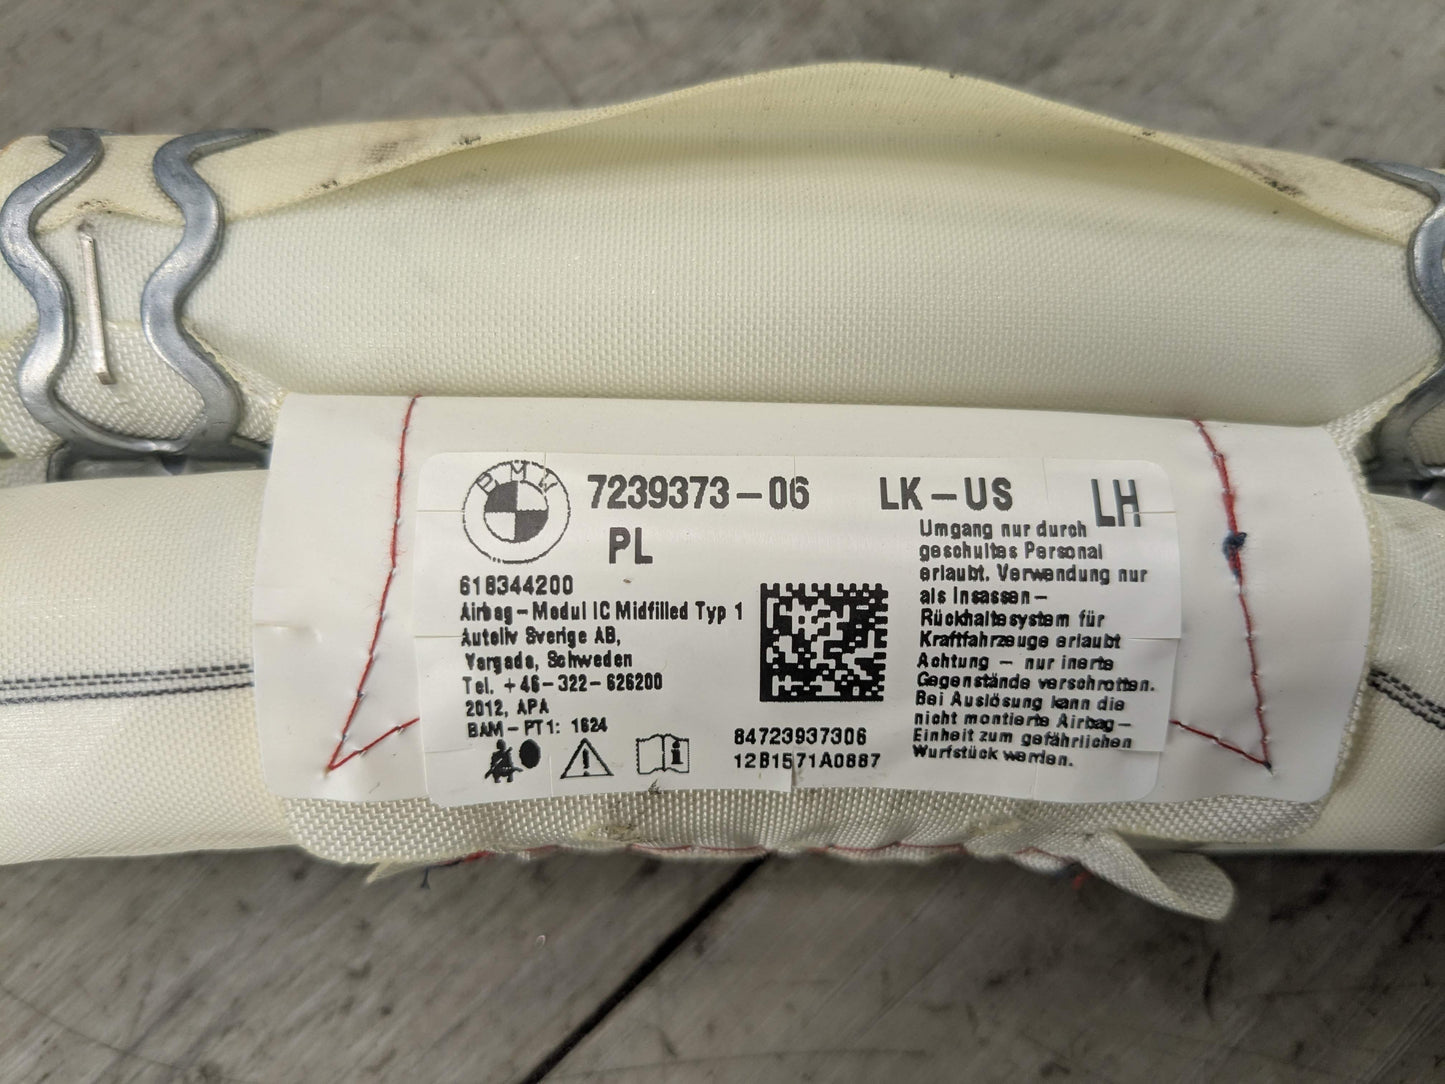 BMW
7239373-06 LK-US LH
PL
618344200
Airbag-Modul IC Midfilled Typ 1
Autoliv Sverige AB,
Vargada, Schweden
Tel. +46-322-626200
2012, APA
BAM-PT1: 1624
84723937306
12B1571A0887
Umgang nur durch
geschultes Personal
erlaubt. Verwendung nur
als Insassen-
Rückhaltesystem für
Kraftfahrzeuge erlaubt
Achtung - nur inerte
Gegenstände verschrotten.
Bei Auslösung kann die
nicht montierte Airbag-
Einheit zum gefährlichen
Wurfstück werden.